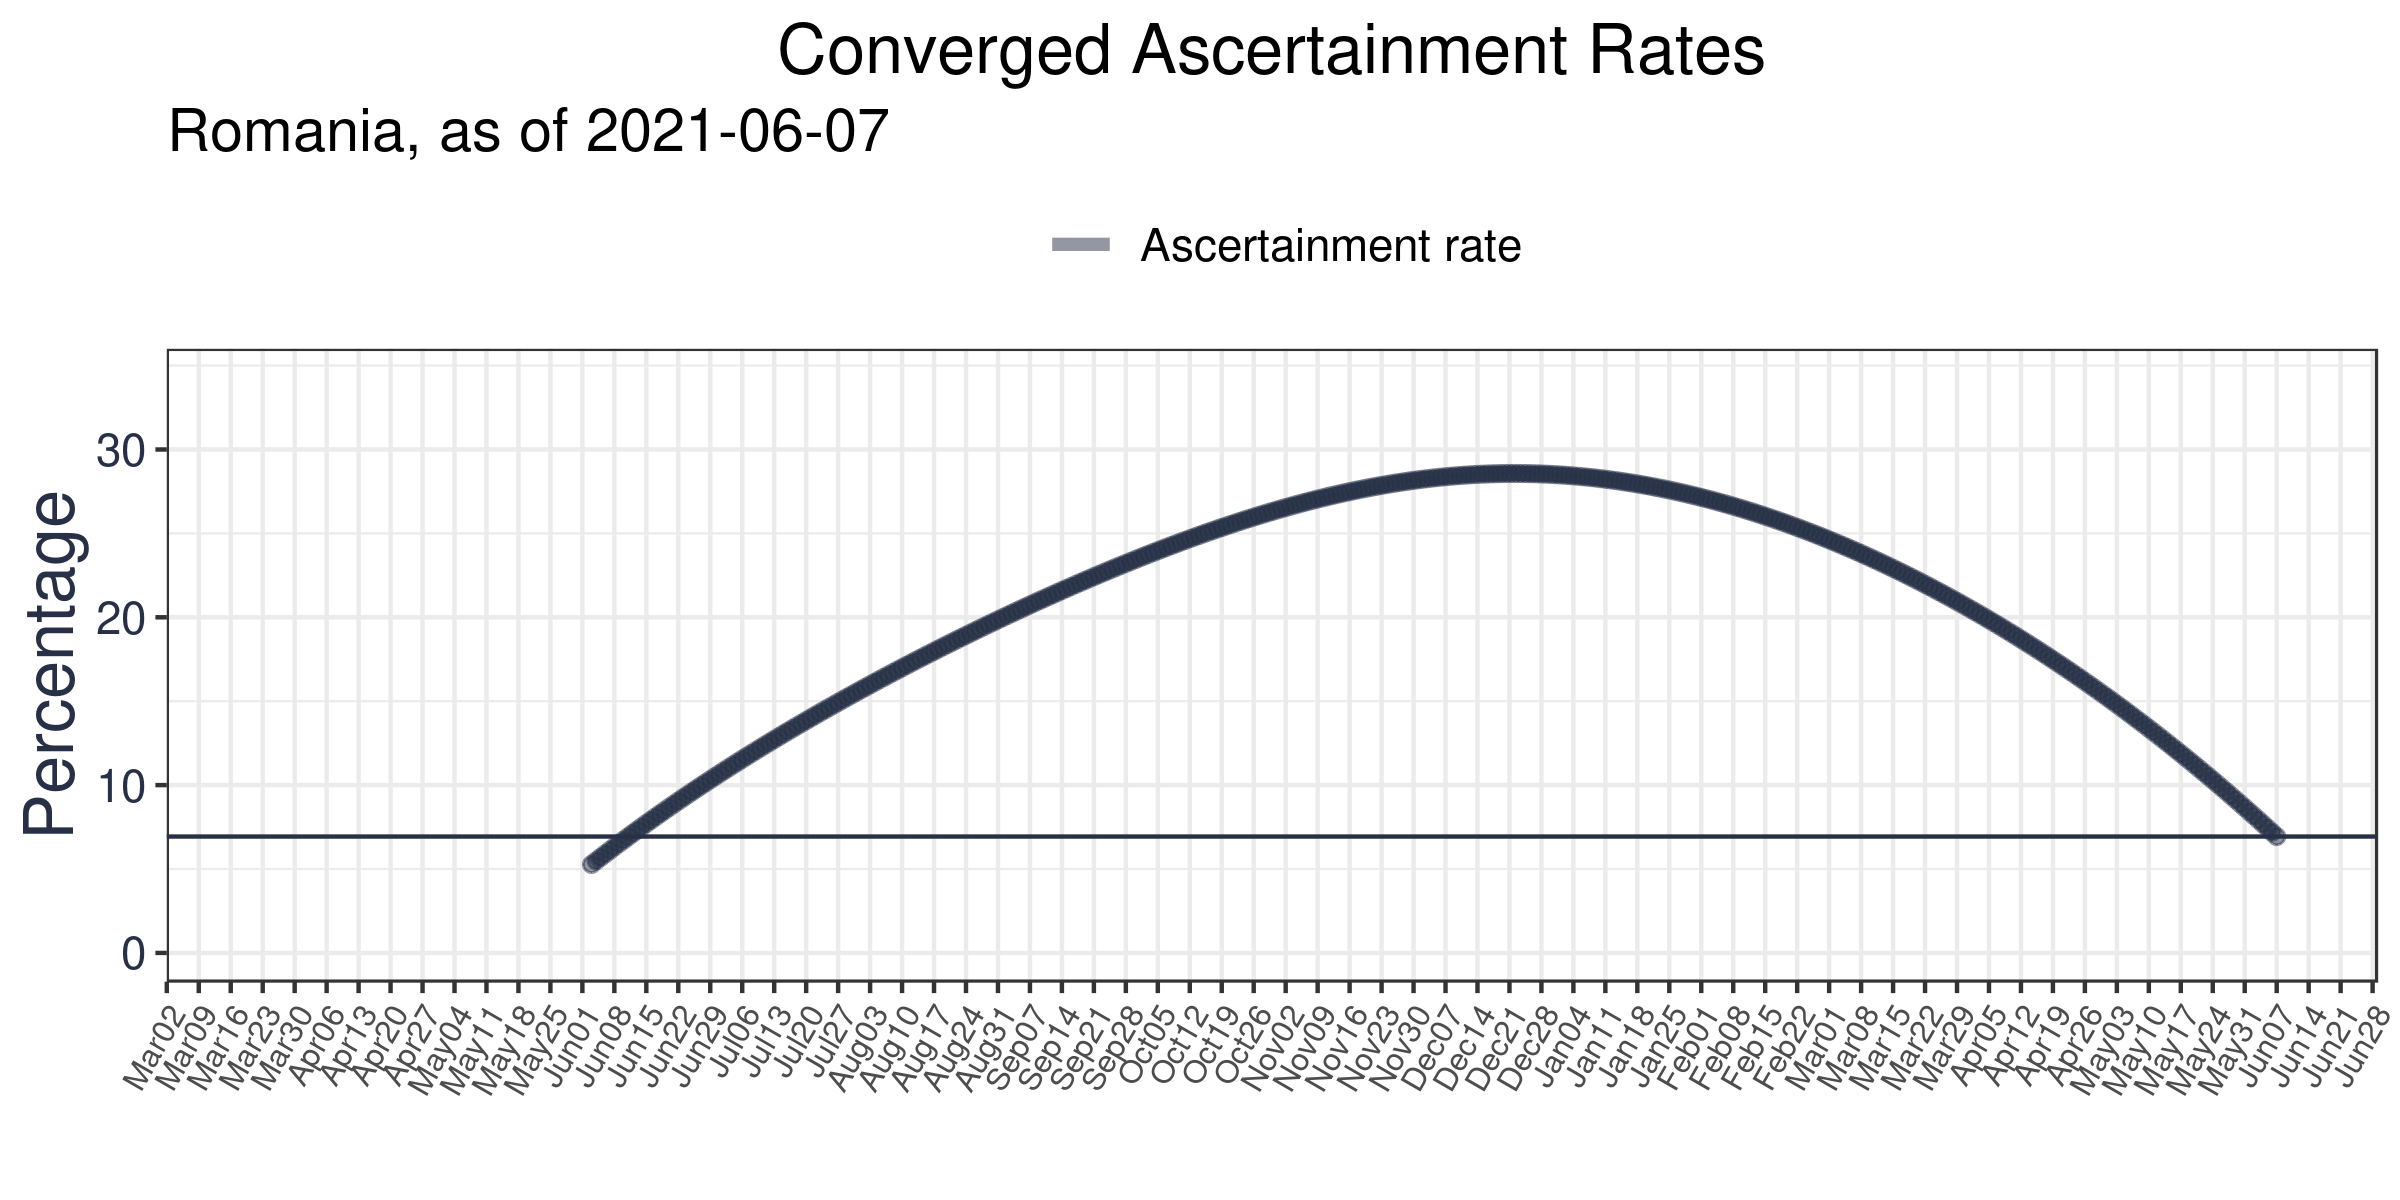 Converged Ascertainment Rates
Romania, as of 2021-06-07
Ascertainment rate
Percentage
30
20
10
0
Mar02 Mar09 Mar16 Mar23 Mar30 Apr06 Apr13 Apr20 Apr27 May04 May11 May18 May25 Jun01 Jun08 Jun15 Jun22 Jun29 Jul06 Jul13 Jul20 Jul27 Aug03 Aug10 Aug17 Aug24 Aug31 Sep07 Sep14 Sep21 Sep28 Oct05 Oct12 Oct19 Oct26 Nov02 Nov09 Nov16 Nov23 Nov30 Dec07 Dec14 Dec21 Dec28 Jan04 Jan11 Jan18 Jan25 Feb01 Feb08 Feb15 Feb22 Mar01 Mar08 Mar15 Mar22 Mar29 Apr05 Apr12 Apr19 Apr26 May03 May10 May17 May24 May31 Jun07 Jun14 Jun21 Jun28